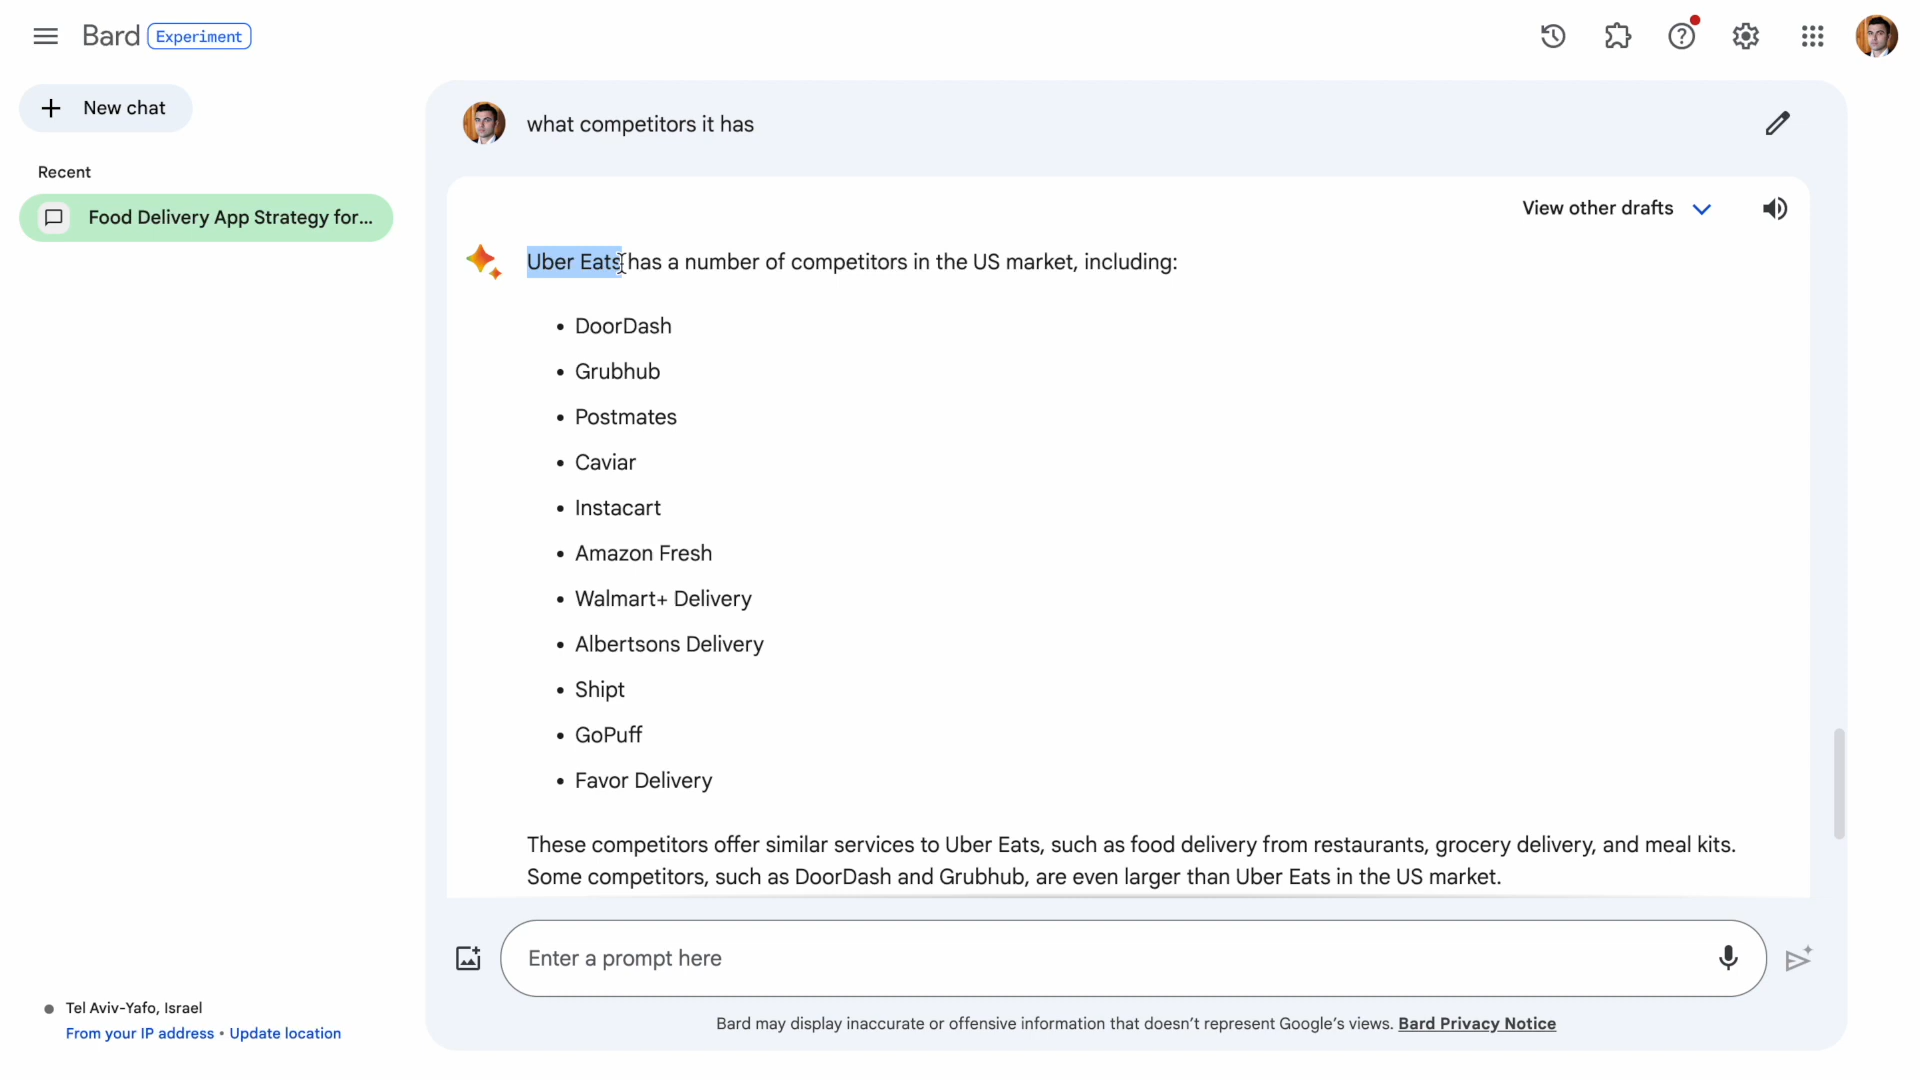 Bard Experiment
New chat
Recent
Food Delivery App Strategy for...
Tel Aviv-Yafo, Israel
From your IP address • Update location
what competitors it has
View other drafts
Uber Eats has a number of competitors in the US market, including:
• DoorDash
• Grubhub
• Postmates
• Caviar
• Instacart
• Amazon Fresh
• Walmart+ Delivery
• Albertsons Delivery
• Shipt
• GoPuff
• Favor Delivery
These competitors offer similar services to Uber Eats, such as food delivery from restaurants, grocery delivery, and meal kits.
Some competitors, such as DoorDash and Grubhub, are even larger than Uber Eats in the US market.
Enter a prompt here
Bard may display inaccurate or offensive information that doesn't represent Google's views. Bard Privacy Notice